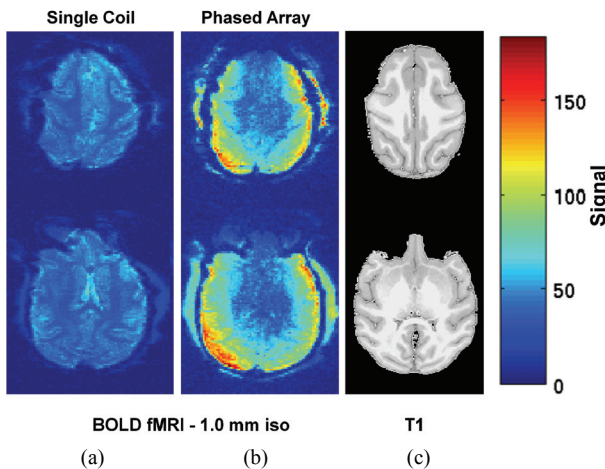 Single Coil
Phased Array
150
100
50
0
Signal
BOLD fMRI - 1.0 mm iso
T1
(a)
(b)
(c)